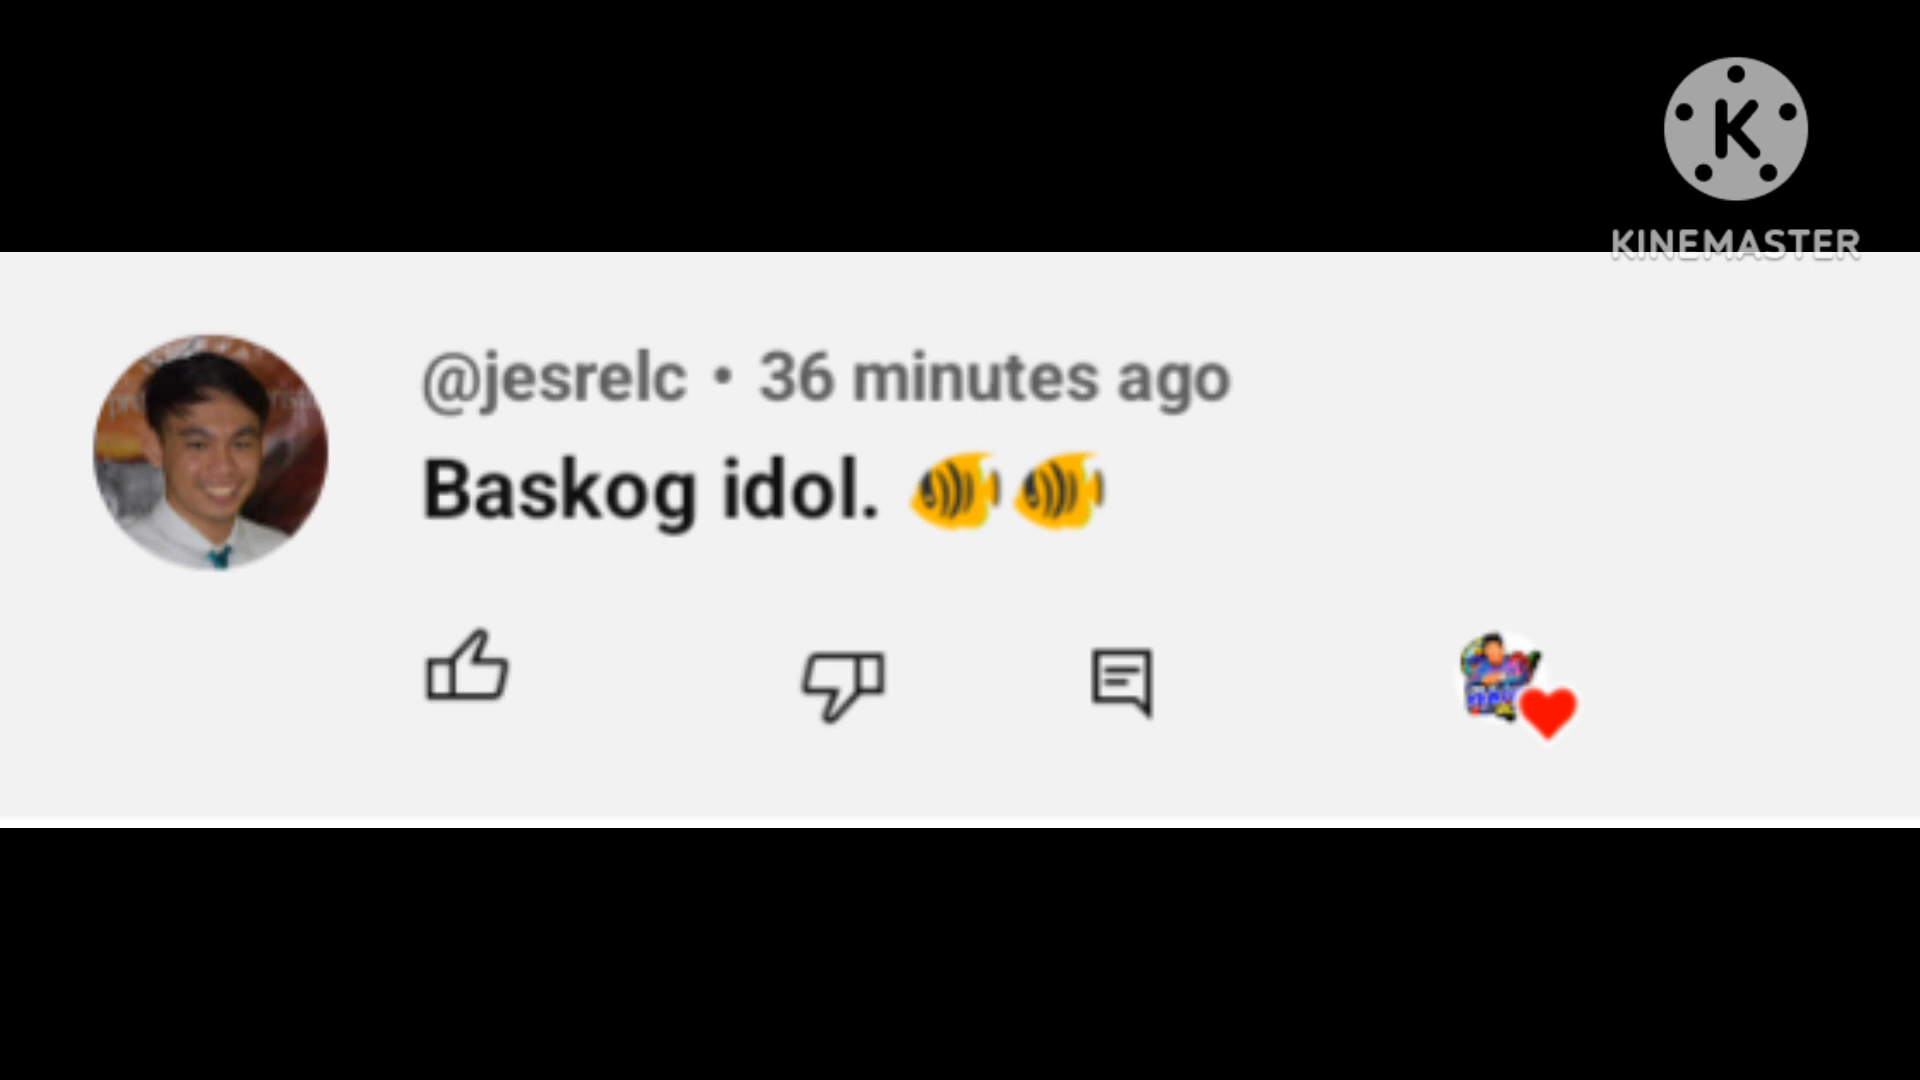 K
KINEMASTER
@jesrelc • 36 minutes ago
Baskog idol. 🐠🐠